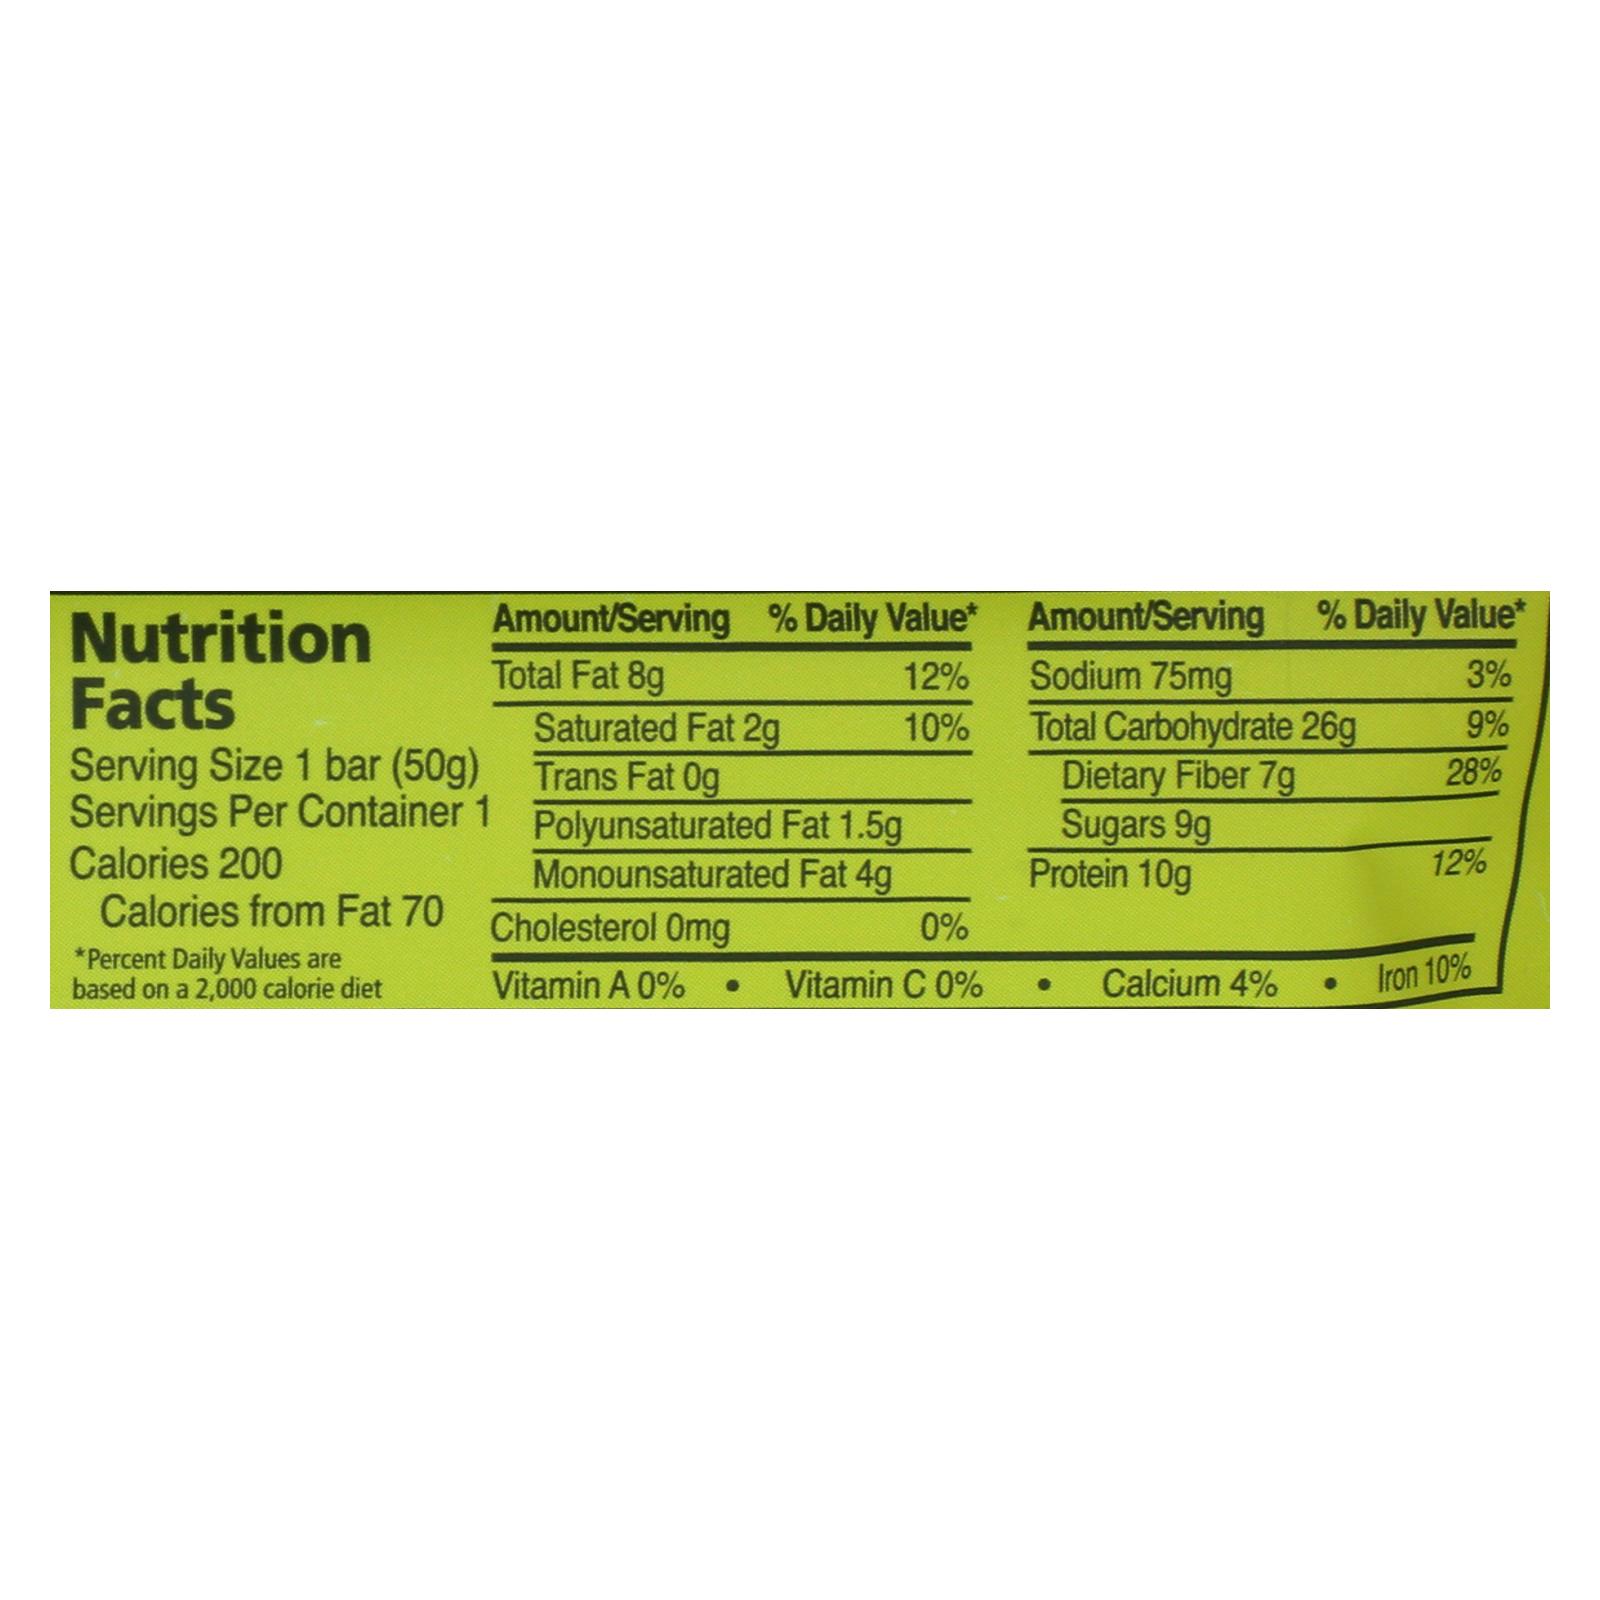 Nutrition
Facts
Serving Size 1 bar (50g)
Servings Per Container 1
Calories 200
Calories from Fat 70
*Percent Daily Values are
based on a 2,000 calorie diet
Amount/Serving % Daily Value*
Total Fat 8g 12%
Saturated Fat 2g 10%
Trans Fat 0g
Polyunsaturated Fat 1.5g
Monounsaturated Fat 4g
Cholesterol 0mg 0%
Amount/Serving % Daily Value*
Sodium 75mg 3%
Total Carbohydrate 26g 9%
Dietary Fiber 7g 28%
Sugars 9g
Protein 10g 12%
Vitamin A 0% • Vitamin C 0% • Calcium 4% • Iron 10%